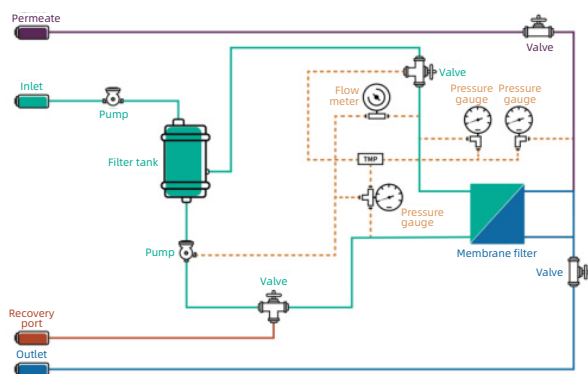 Permeate
Valve
Inlet
Pump
Valve
Flow
meter
Pressure
gauge
Pressure
gauge
Filter tank
TMP
Pressure
gauge
Pump
Membrane filter
Valve
Valve
Recovery
port
Outlet